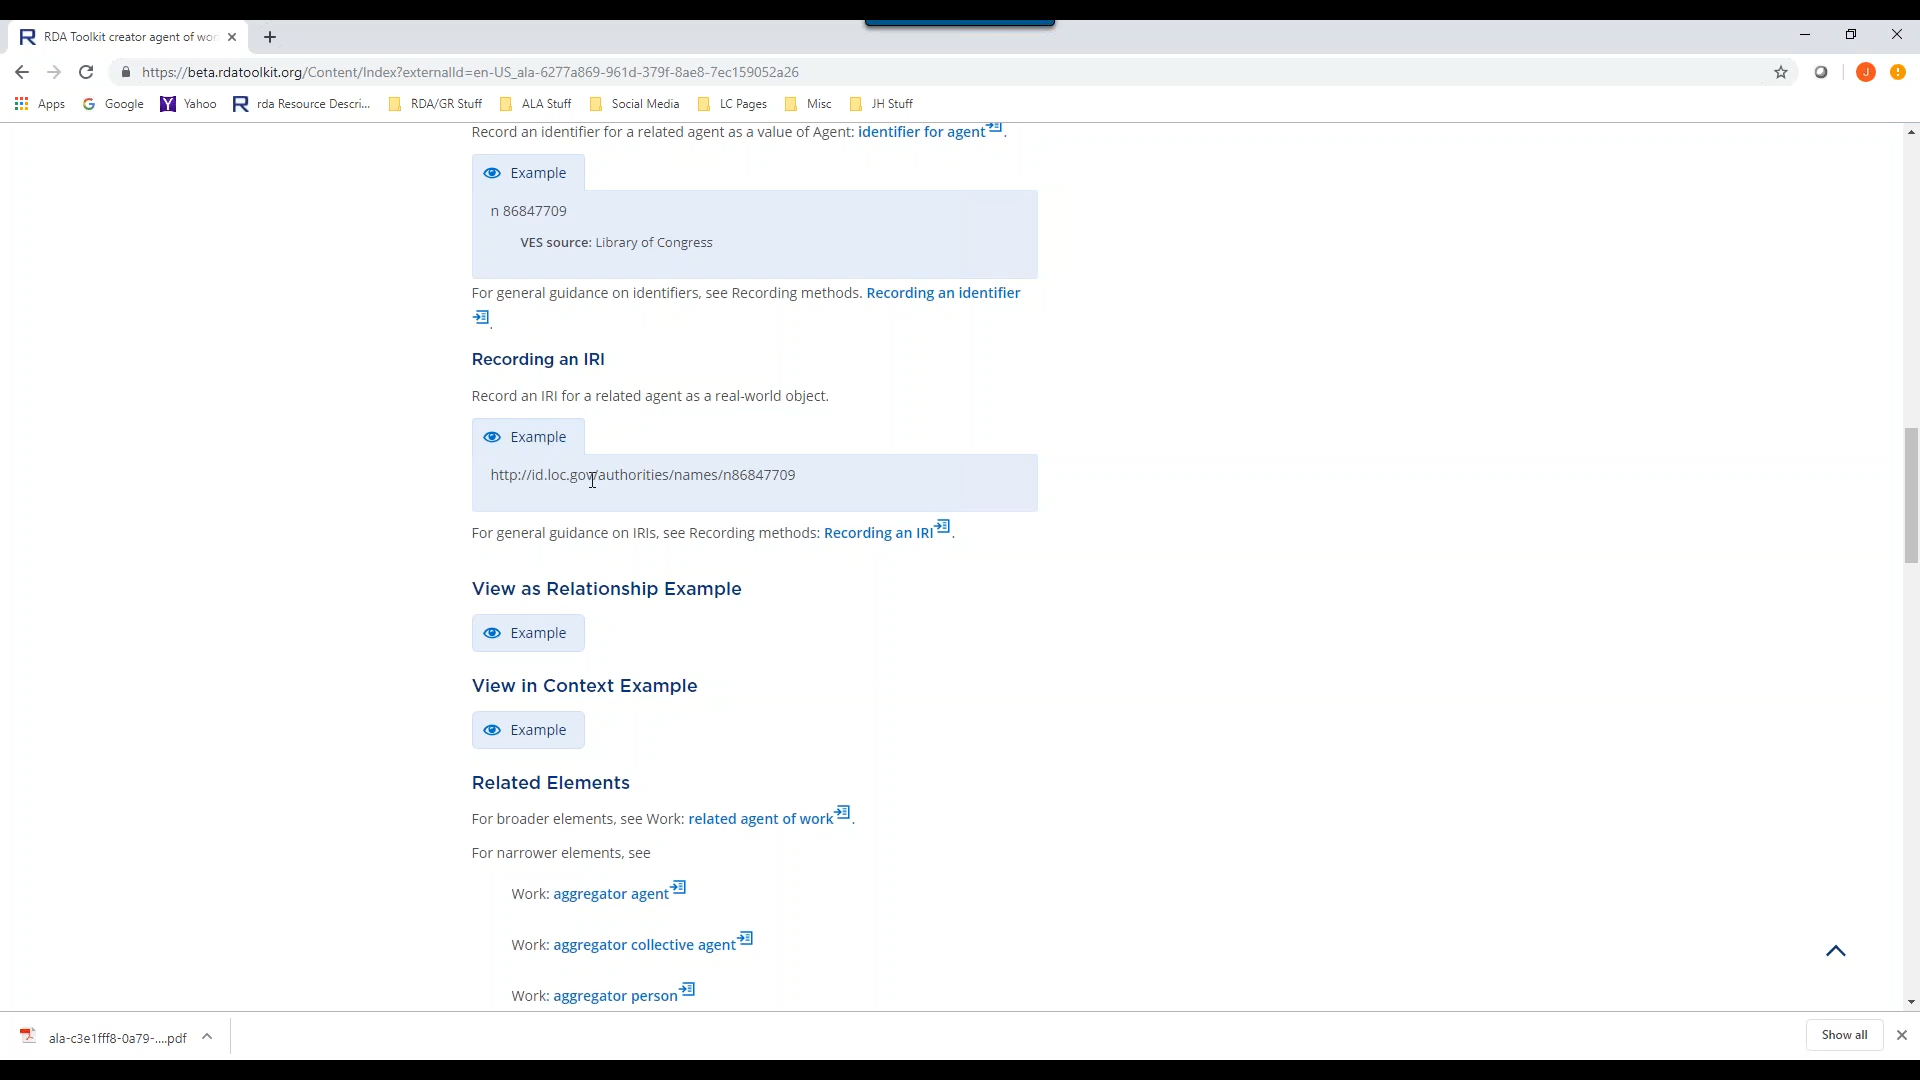 RDA Toolkit creator agent of wor
https://beta.rdatoolkit.org/Content/Index?externalId=en-US_ala-6277a869-961d-379f-8ae8-7ec159052a26
J
Apps Google Yahoo rda Resource Descri... RDA/GR Stuff ALA Stuff Social Media LC Pages Misc JH Stuff
Record an identifier for a related agent as a value of Agent: identifier for agent.
Example
n 86847709
VES source: Library of Congress
For general guidance on identifiers, see Recording methods. Recording an identifier
.
Recording an IRI
Record an IRI for a related agent as a real-world object.
Example
http://id.loc.gov/authorities/names/n86847709
For general guidance on IRIs, see Recording methods: Recording an IRI.
View as Relationship Example
Example
View in Context Example
Example
Related Elements
For broader elements, see Work: related agent of work.
For narrower elements, see
Work: aggregator agent
Work: aggregator collective agent
Work: aggregator person
ala-c3e1fff8-0a79-....pdf
Show all